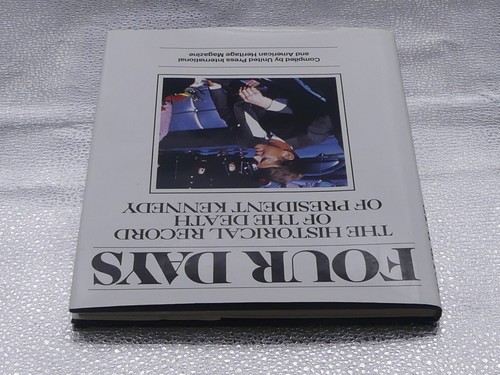 FOUR DAYS
THE HISTORICAL RECORD
OF THE DEATH
OF PRESIDENT KENNEDY
Compiled by United Press International
and American Heritage Magazine